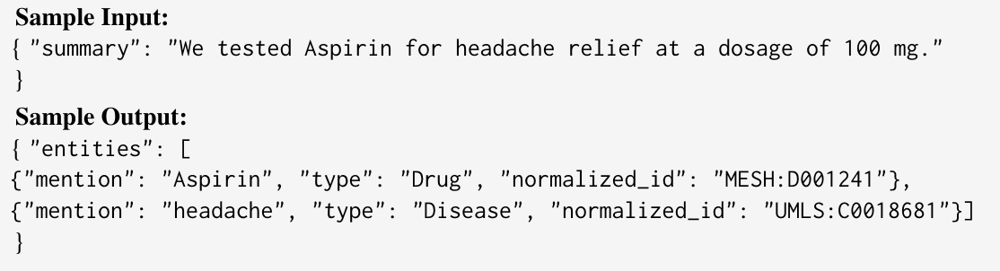 Sample Input:
{ "summary": "We tested Aspirin for headache relief at a dosage of 100 mg."
}
Sample Output:
{ "entities": [
{"mention": "Aspirin", "type": "Drug", "normalized_id": "MESH:D001241"},
{"mention": "headache", "type": "Disease", "normalized_id": "UMLS:C0018681"}]
}